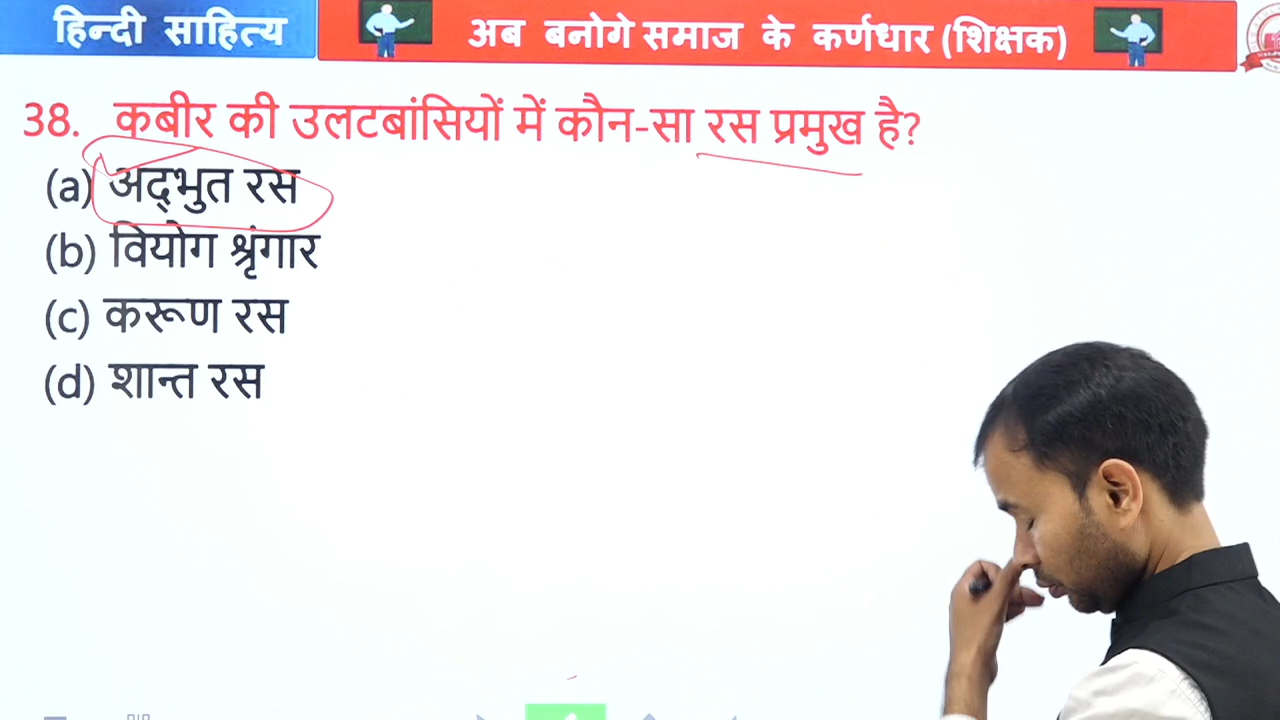 हिन्दी साहित्य
अब बनोगे समाज के कर्णधार (शिक्षक)
38. कबीर की उलटबांसियों में कौन-सा रस प्रमुख है?
(a) अद्भुत रस
(b) वियोग श्रृंगार
(c) करूण रस
(d) शान्त रस